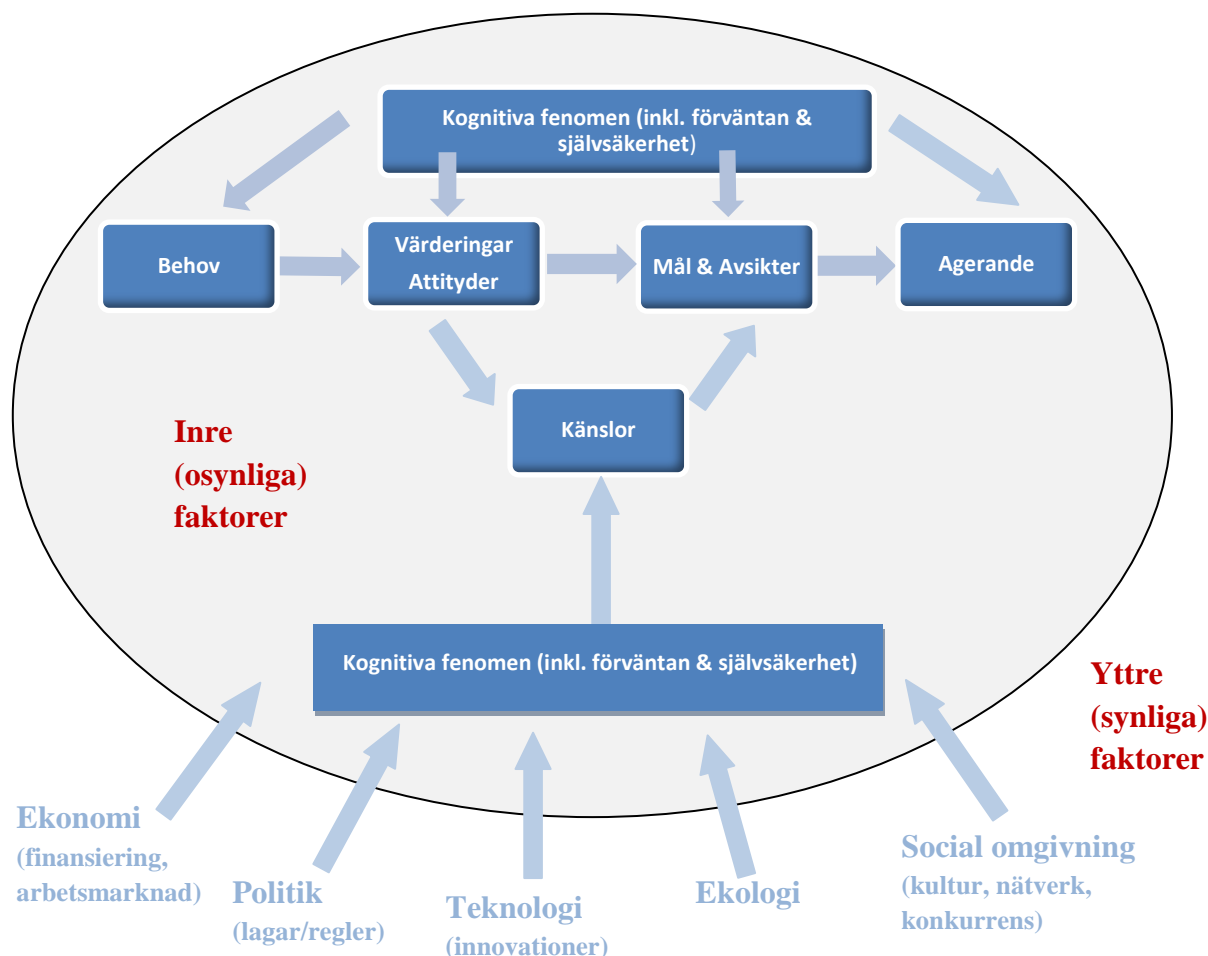 Kognitiva fenomen (inkl. förväntan &
självsäkerhet)
Behov
Värderingar
Attityder
Mål & Avsikter
Agerande
Känslor
Inre
(osynliga)
faktorer
Kognitiva fenomen (inkl. förväntan & självsäkerhet)
Yttre
(synliga)
faktorer
Ekonomi
(finansiering,
arbetsmarknad)
Politik
(lagar/regler)
Teknologi
(innovationer)
Ekologi
Social omgivning
(kultur, nätverk,
konkurrens)